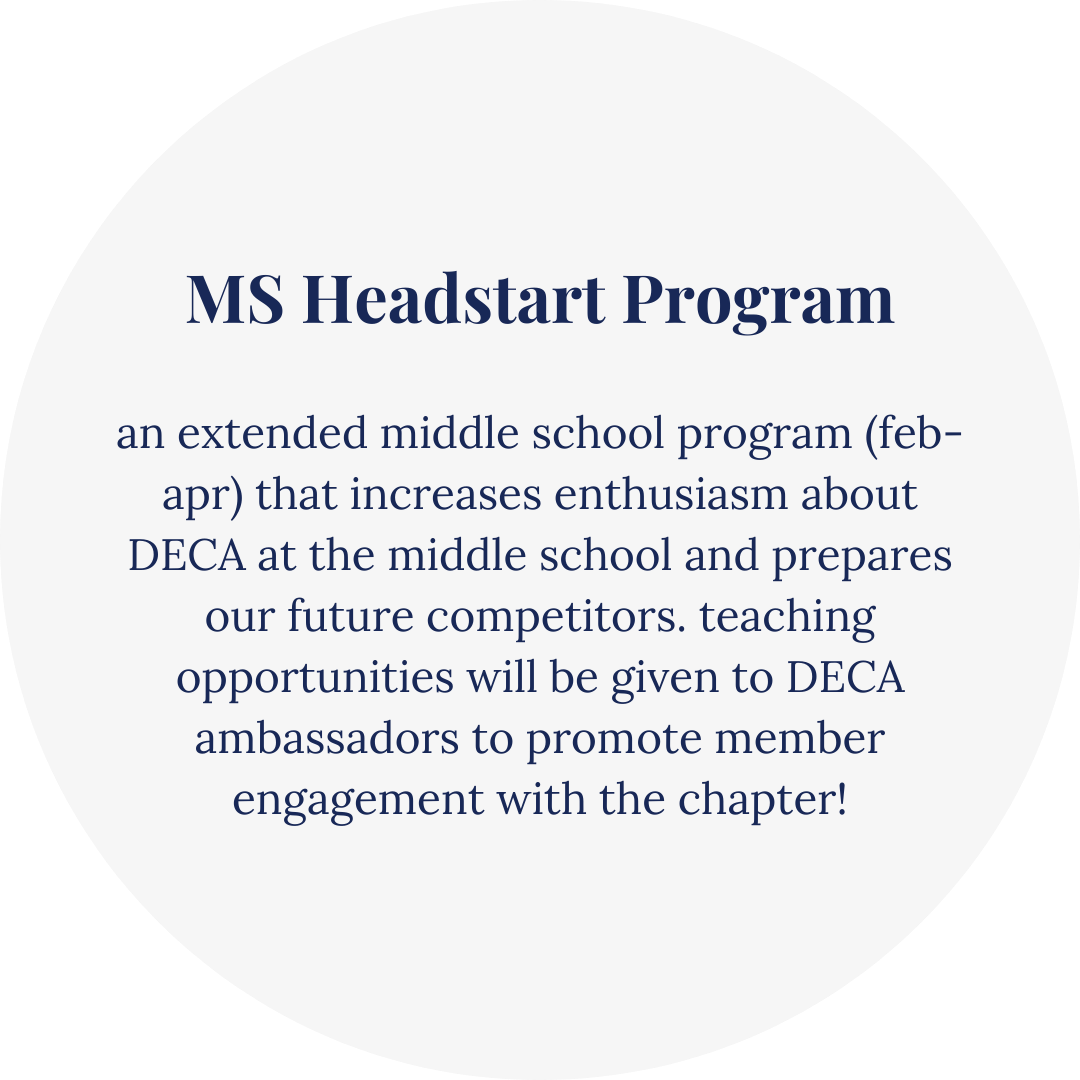 MS Headstart Program
an extended middle school program (feb-
apr) that increases enthusiasm about
DECA at the middle school and prepares
our future competitors. teaching
opportunities will be given to DECA
ambassadors to promote member
engagement with the chapter!